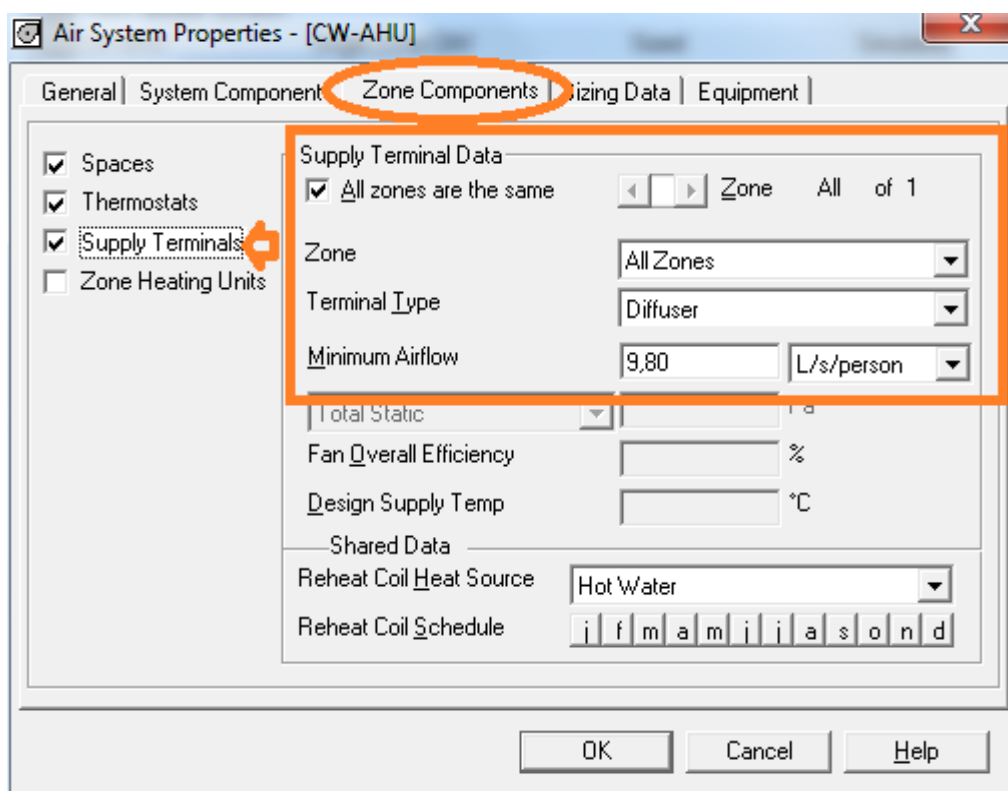 Air System Properties - [CW-AHU]
General System Component Zone Components Sizing Data Equipment
Spaces
Thermostats
Supply Terminals
Zone Heating Units
Supply Terminal Data
All zones are the same
Zone All of 1
Zone
All Zones
Terminal Type
Diffuser
Minimum Airflow
9,80
L/s/person
Total Static
Pa
Fan Overall Efficiency
%
Design Supply Temp
°C
Shared Data
Reheat Coil Heat Source
Hot Water
Reheat Coil Schedule
j f m a m j j a s o n d
OK Cancel Help